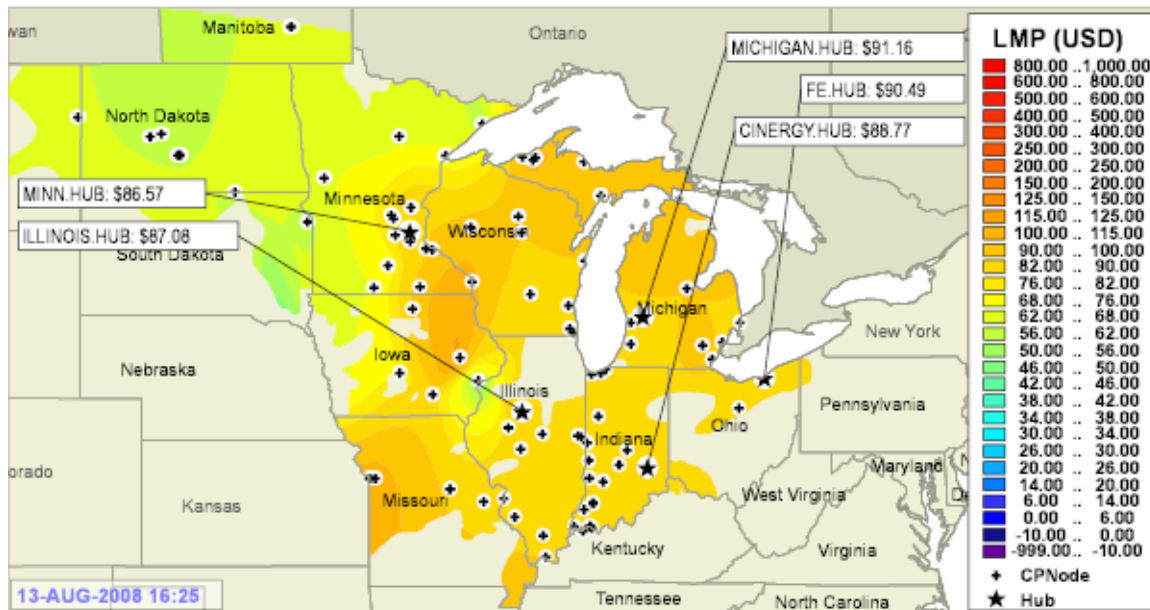 wan
Manitoba
Ontario
MICHIGAN.HUB: $91.16
FE.HUB: $90.49
CINERGY.HUB: $88.77
North Dakota
MINN.HUB: $86.57
Minnesota
ILLINOIS.HUB: $87.08
Wisconsin
South Dakota
Michigan
New York
Iowa
Nebraska
Illinois
Pennsylvania
Ohio
Indiana
Maryland
N
De
orado
Missouri
West Virginia
Kansas
Kentucky
Virginia
13-AUG-2008 16:25
Tennessee
North Carolina
LMP (USD)
800.00 .. 1,000.00
600.00 .. 800.00
500.00 .. 600.00
400.00 .. 500.00
300.00 .. 400.00
250.00 .. 300.00
200.00 .. 250.00
150.00 .. 200.00
125.00 .. 150.00
115.00 .. 125.00
100.00 .. 115.00
90.00 .. 100.00
82.00 .. 90.00
76.00 .. 82.00
68.00 .. 76.00
62.00 .. 68.00
56.00 .. 62.00
50.00 .. 56.00
46.00 .. 50.00
42.00 .. 46.00
38.00 .. 42.00
34.00 .. 38.00
30.00 .. 34.00
26.00 .. 30.00
20.00 .. 26.00
14.00 .. 20.00
6.00 .. 14.00
0.00 .. 6.00
-10.00 .. 0.00
-999.00 .. -10.00
CPNode
Hub